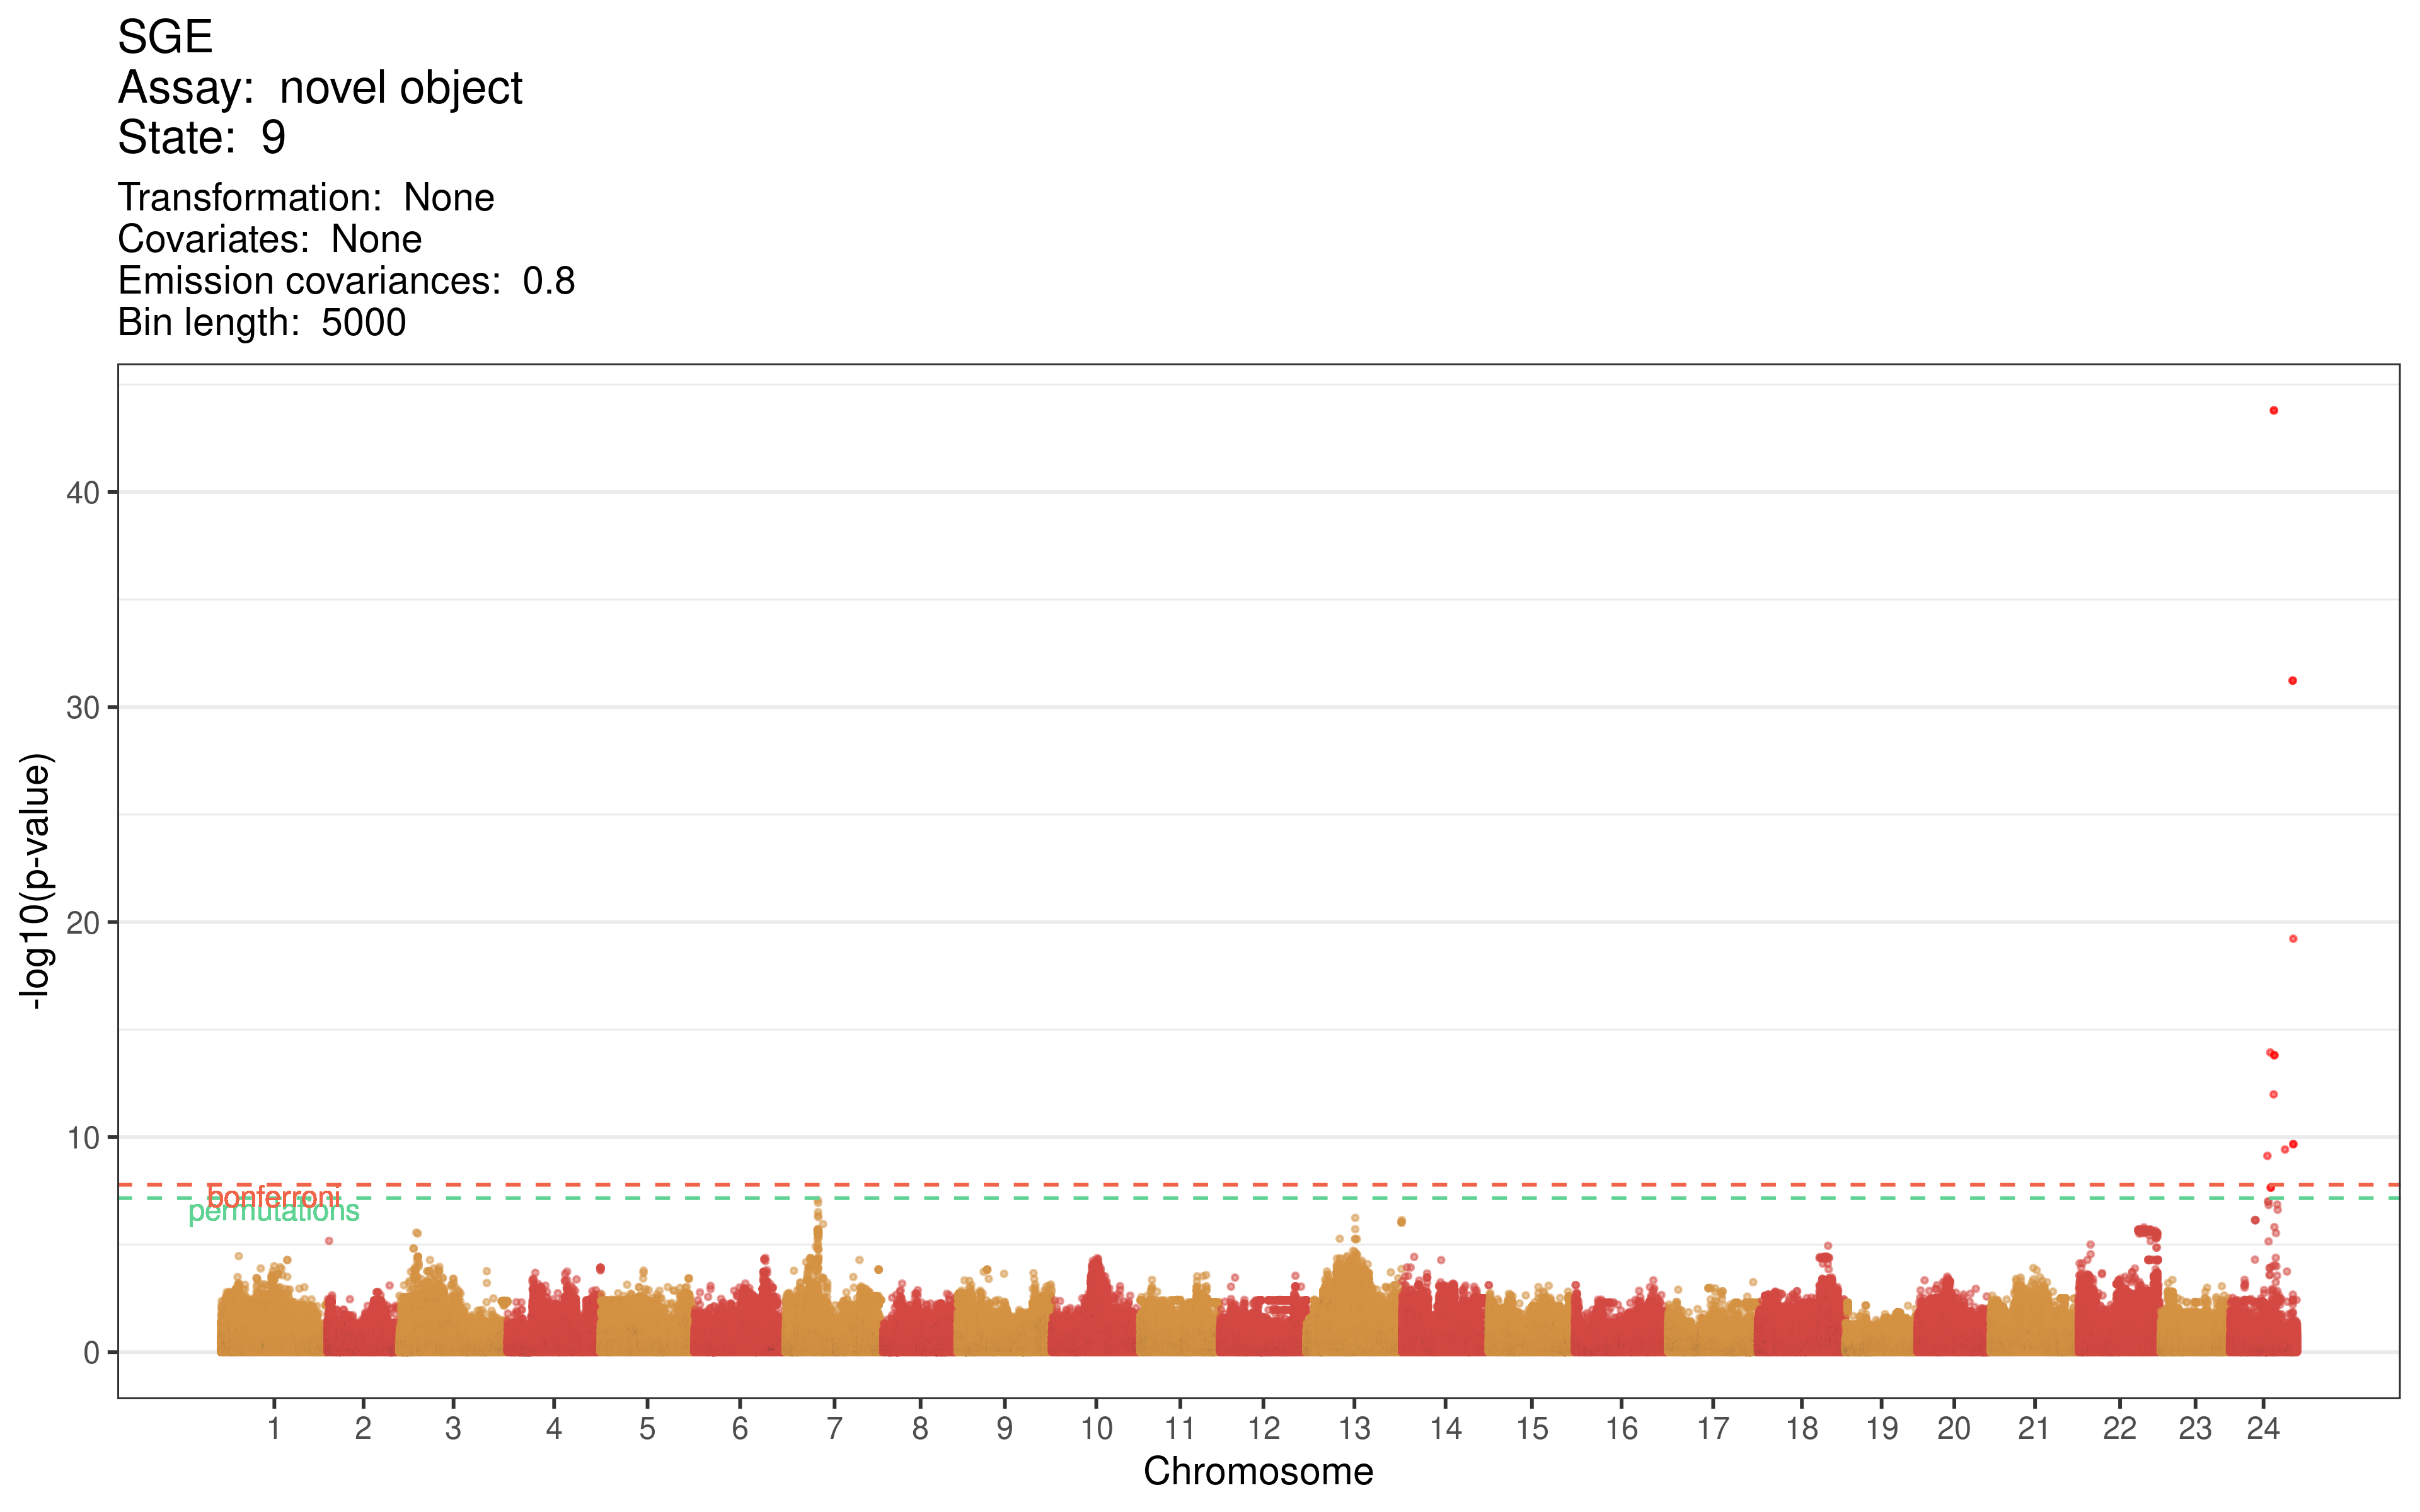 SGE
Assay:  novel object
State:  9
Transformation:  None
Covariates:  None
Emission covariances:  0.8
Bin length:  5000
-log10(p-value)
40
30
20
10
0
bonferroni
permutations
1 2 3 4 5 6 7 8 9 10 11 12 13 14 15 16 17 18 19 20 21 22 23 24
Chromosome